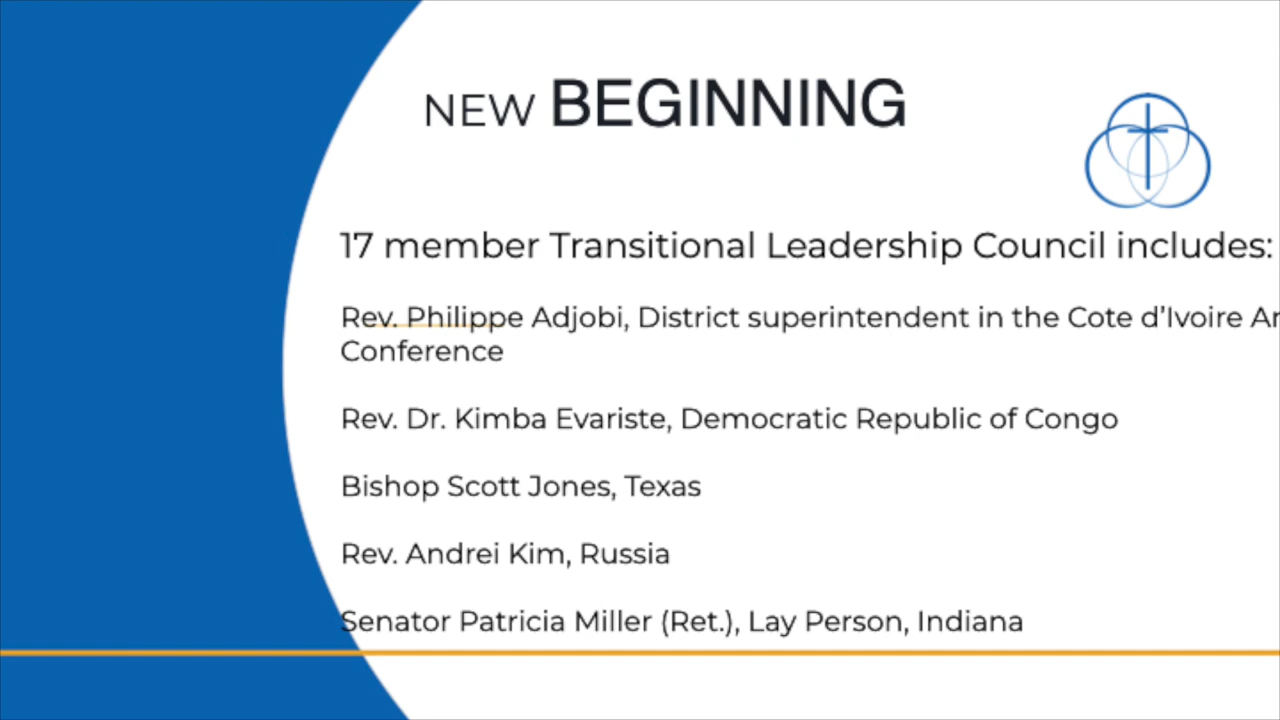 NEW BEGINNING
17 member Transitional Leadership Council includes:
Rev. Philippe Adjobi, District superintendent in the Cote d'Ivoire
Conference
Rev. Dr. Kimba Evariste, Democratic Republic of Congo
Bishop Scott Jones, Texas
Rev. Andrei Kim, Russia
Senator Patricia Miller (Ret.), Lay Person, Indiana